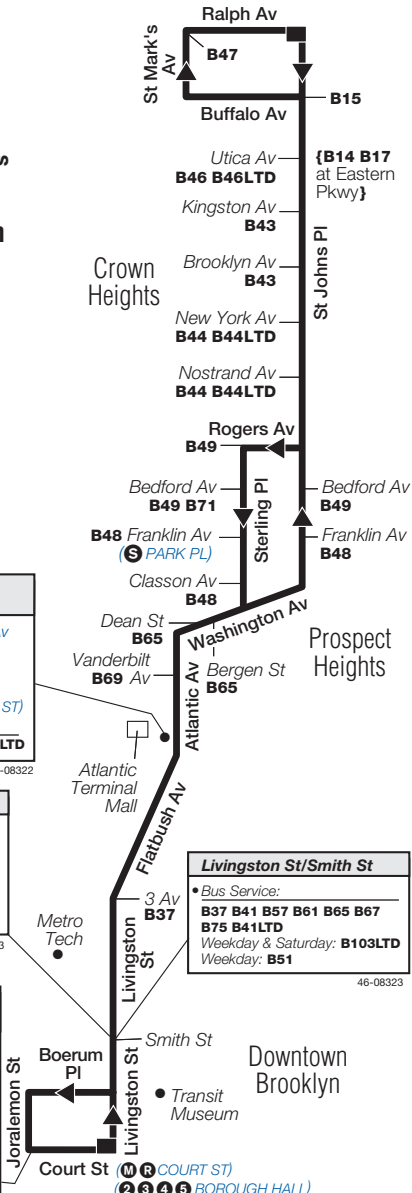 Ralph Av
St Mark's
Av
B47
B15
Buffalo Av
Utica Av
B46 B46LTD
{B14 B17
at Eastern
Pkwy}
Kingston Av
B43
St Johns Pl
Crown
Heights
Brooklyn Av
B43
New York Av
B44 B44LTD
Nostrand Av
B44 B44LTD
Rogers Av
B49
Bedford Av
B49 B71
Sterling Pl
Bedford Av
B49
B48 Franklin Av
(S PARK PL)
Franklin Av
B48
Classon Av
B48
Dean St
B65
Washington Av
Prospect
Heights
Vanderbilt
B69 Av
Bergen St
B65
Atlantic Av
ST)
LTD
-08322
Atlantic
Terminal
Mall
Flatbush Av
Livingston St/Smith St
Bus Service:
B37 B41 B57 B61 B65 B67
B75 B41LTD
Weekday & Saturday: B103LTD
Weekday: B51
46-08323
3 Av
B37
Metro
Tech
Livingston
St
Smith St
Downtown
Brooklyn
Boerum
Pl
Joralemon St
Livingston St
Transit
Museum
Court St (M R COURT ST)
(2 3 4 5 BOROUGH HALL)